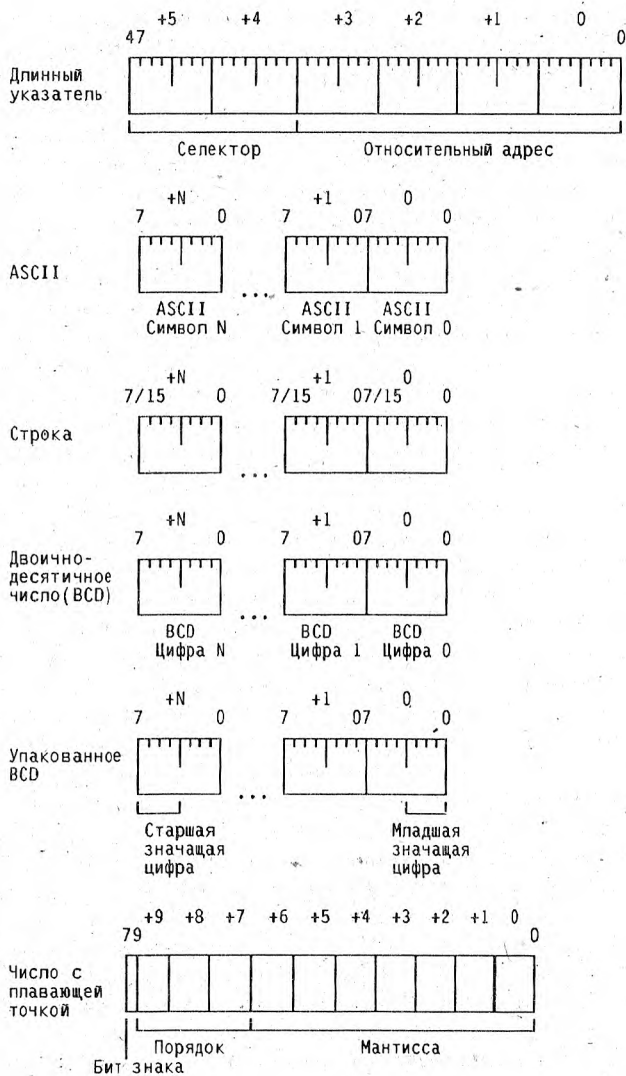 +5 +4 +3 +2 +1 0
47 0
Длинный
указатель
Селектор Относительный адрес
+N +1 0
7 0 7 07 0
ASCII
...
ASCII ASCII ASCII
Символ N Символ 1 Символ 0
+N +1 0
7/15 0 7/15 07/15 0
Строка
...
+N +1 0
7 0 7 07 0
Двоично-
десятичное
число(BCD)
...
BCD BCD BCD
Цифра N Цифра 1 Цифра 0
+N +1 0
7 0 7 07 0
Упакованное
BCD
...
Старшая Младшая
значащая значащая
цифра цифра
+9 +8 +7 +6 +5 +4 +3 +2 +1 0
79 0
Число с
плавающей
точкой
Порядок Мантисса
Бит знака